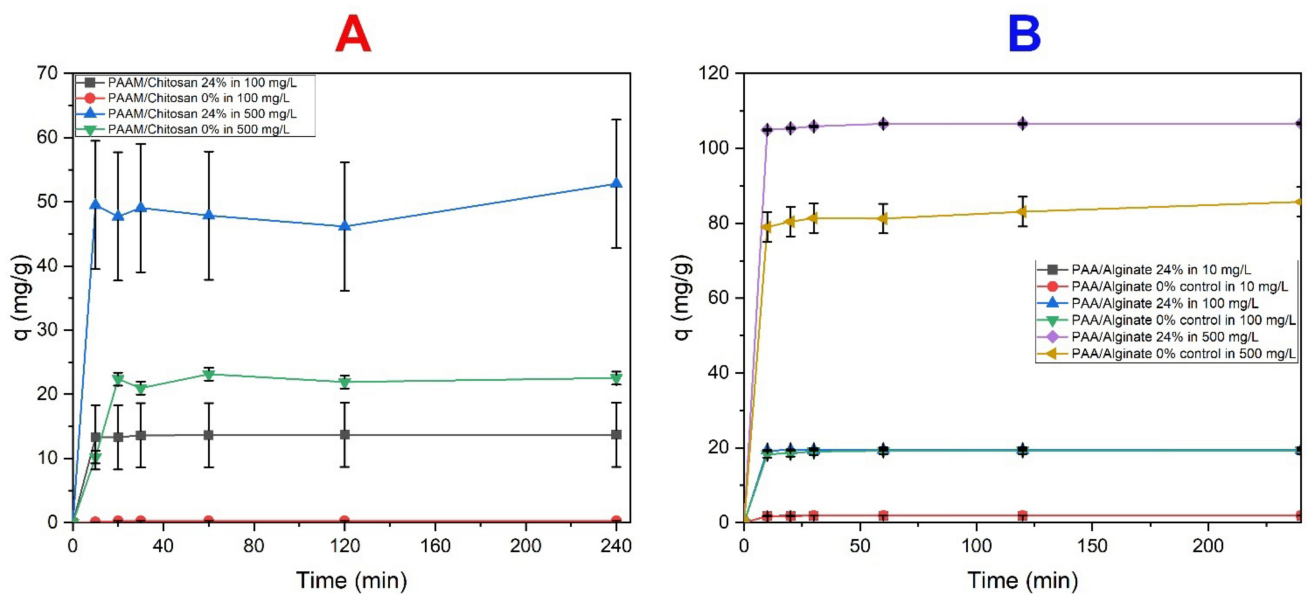 A
70
60
50
40
30
20
10
0
q (mg/g)
PAAM/Chitosan 24% in 100 mg/L
PAAM/Chitosan 0% in 100 mg/L
PAAM/Chitosan 24% in 500 mg/L
PAAM/Chitosan 0% in 500 mg/L
0 40 80 120 160 200 240
Time (min)
B
120
100
80
60
40
20
0
q (mg/g)
PAA/Alginate 24% in 10 mg/L
PAA/Alginate 0% control in 10 mg/L
PAA/Alginate 24% in 100 mg/L
PAA/Alginate 0% control in 100 mg/L
PAA/Alginate 24% in 500 mg/L
PAA/Alginate 0% control in 500 mg/L
0 50 100 150 200
Time (min)